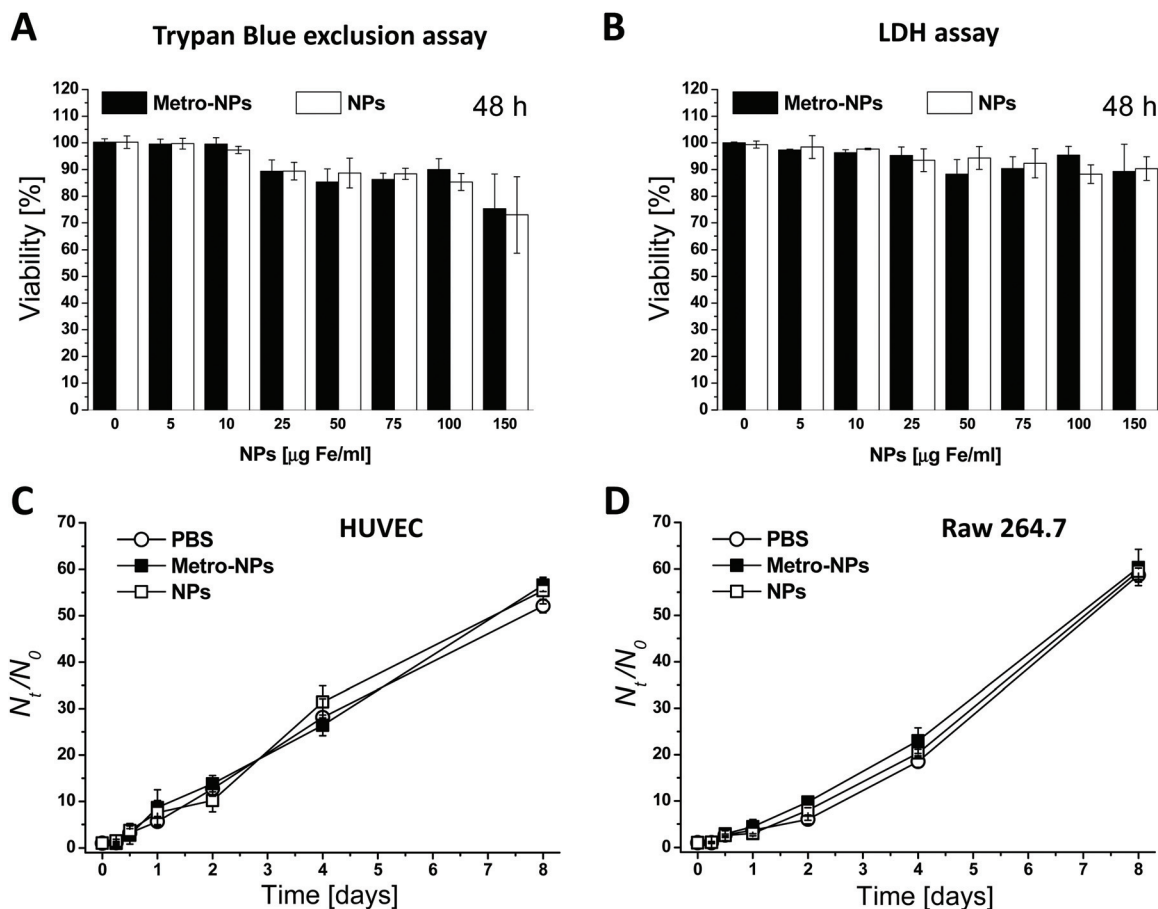 A
Trypan Blue exclusion assay
120
110
100
90
80
70
60
50
40
30
20
10
0
Viability [%]
Metro-NPs
NPs
48 h
0 5 10 25 50 75 100 150
NPs [µg Fe/ml]
B
LDH assay
120
110
100
90
80
70
60
50
40
30
20
10
0
Viability [%]
Metro-NPs
NPs
48 h
0 5 10 25 50 75 100 150
NPs [µg Fe/ml]
C
HUVEC
70
60
50
40
30
20
10
0
Nt/N0
PBS
Metro-NPs
NPs
0 1 2 3 4 5 6 7 8
Time [days]
D
Raw 264.7
70
60
50
40
30
20
10
0
Nt/N0
PBS
Metro-NPs
NPs
0 1 2 3 4 5 6 7 8
Time [days]